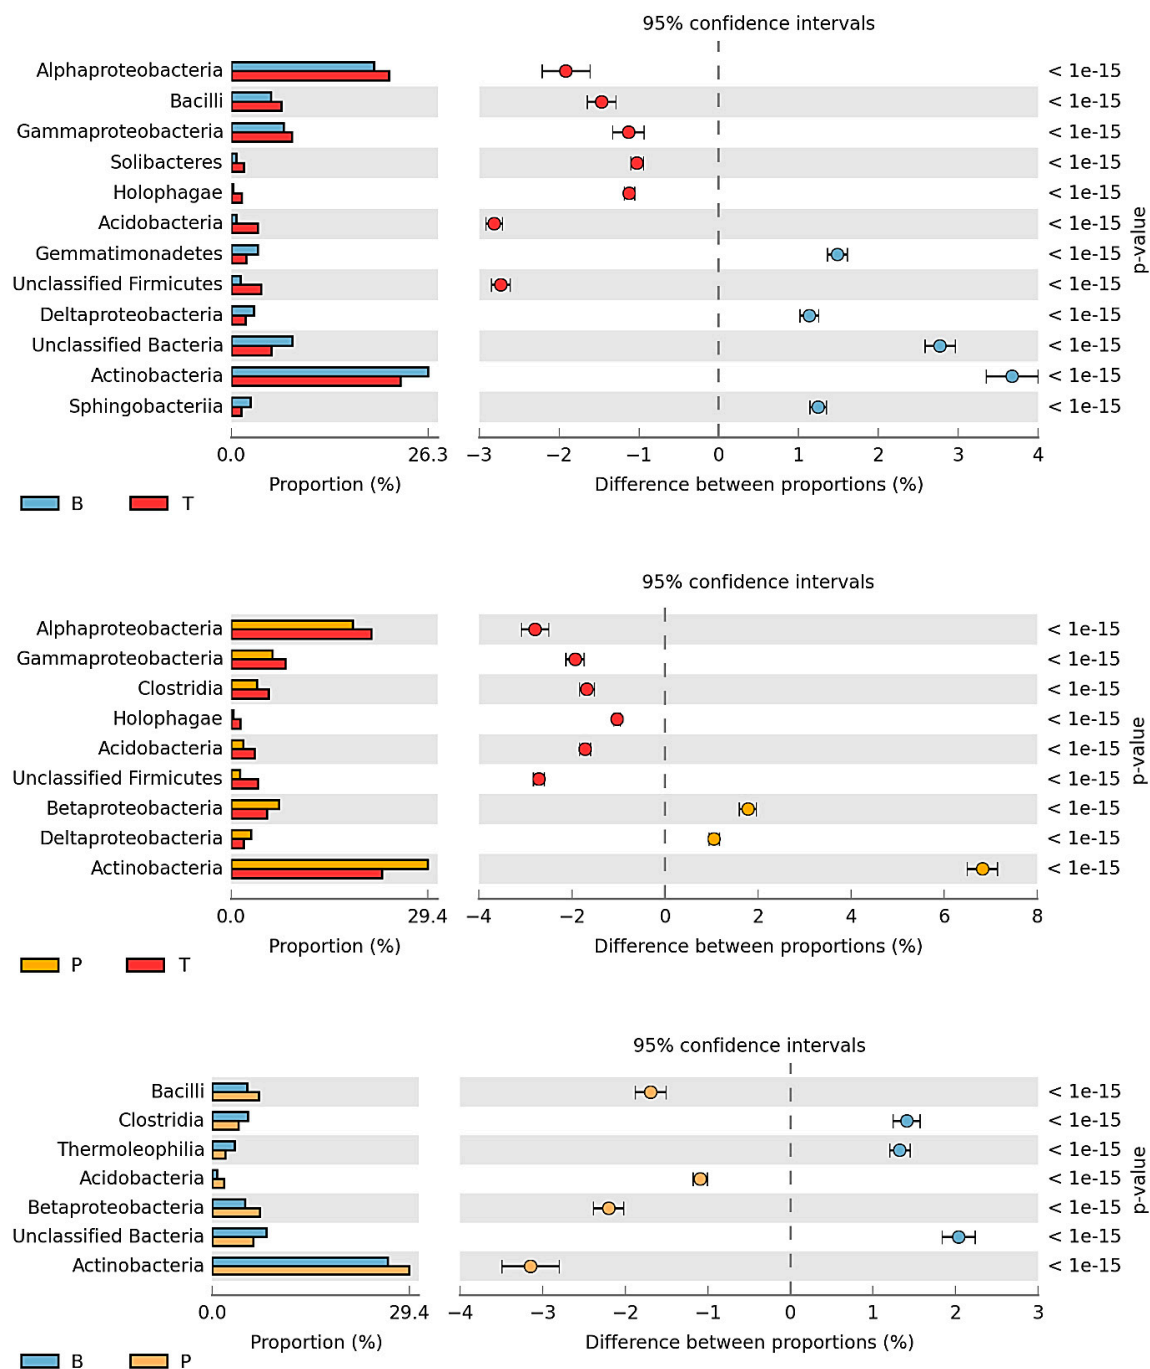 95% confidence intervals
Alphaproteobacteria < 1e-15
Bacilli < 1e-15
Gammaproteobacteria < 1e-15
Solibacteres < 1e-15
Holophagae < 1e-15
Acidobacteria < 1e-15
Gemmatimonadetes < 1e-15
Unclassified Firmicutes < 1e-15
Deltaproteobacteria < 1e-15
Unclassified Bacteria < 1e-15
Actinobacteria < 1e-15
Sphingobacteriia < 1e-15
p-value
0.0 26.3 −3 −2 −1 0 1 2 3 4
Proportion (%) Difference between proportions (%)
B T
95% confidence intervals
Alphaproteobacteria < 1e-15
Gammaproteobacteria < 1e-15
Clostridia < 1e-15
Holophagae < 1e-15
Acidobacteria < 1e-15
Unclassified Firmicutes < 1e-15
Betaproteobacteria < 1e-15
Deltaproteobacteria < 1e-15
Actinobacteria < 1e-15
p-value
0.0 29.4 −4 −2 0 2 4 6 8
Proportion (%) Difference between proportions (%)
P T
95% confidence intervals
Bacilli < 1e-15
Clostridia < 1e-15
Thermoleophilia < 1e-15
Acidobacteria < 1e-15
Betaproteobacteria < 1e-15
Unclassified Bacteria < 1e-15
Actinobacteria < 1e-15
p-value
0.0 29.4 −4 −3 −2 −1 0 1 2 3
Proportion (%) Difference between proportions (%)
B P